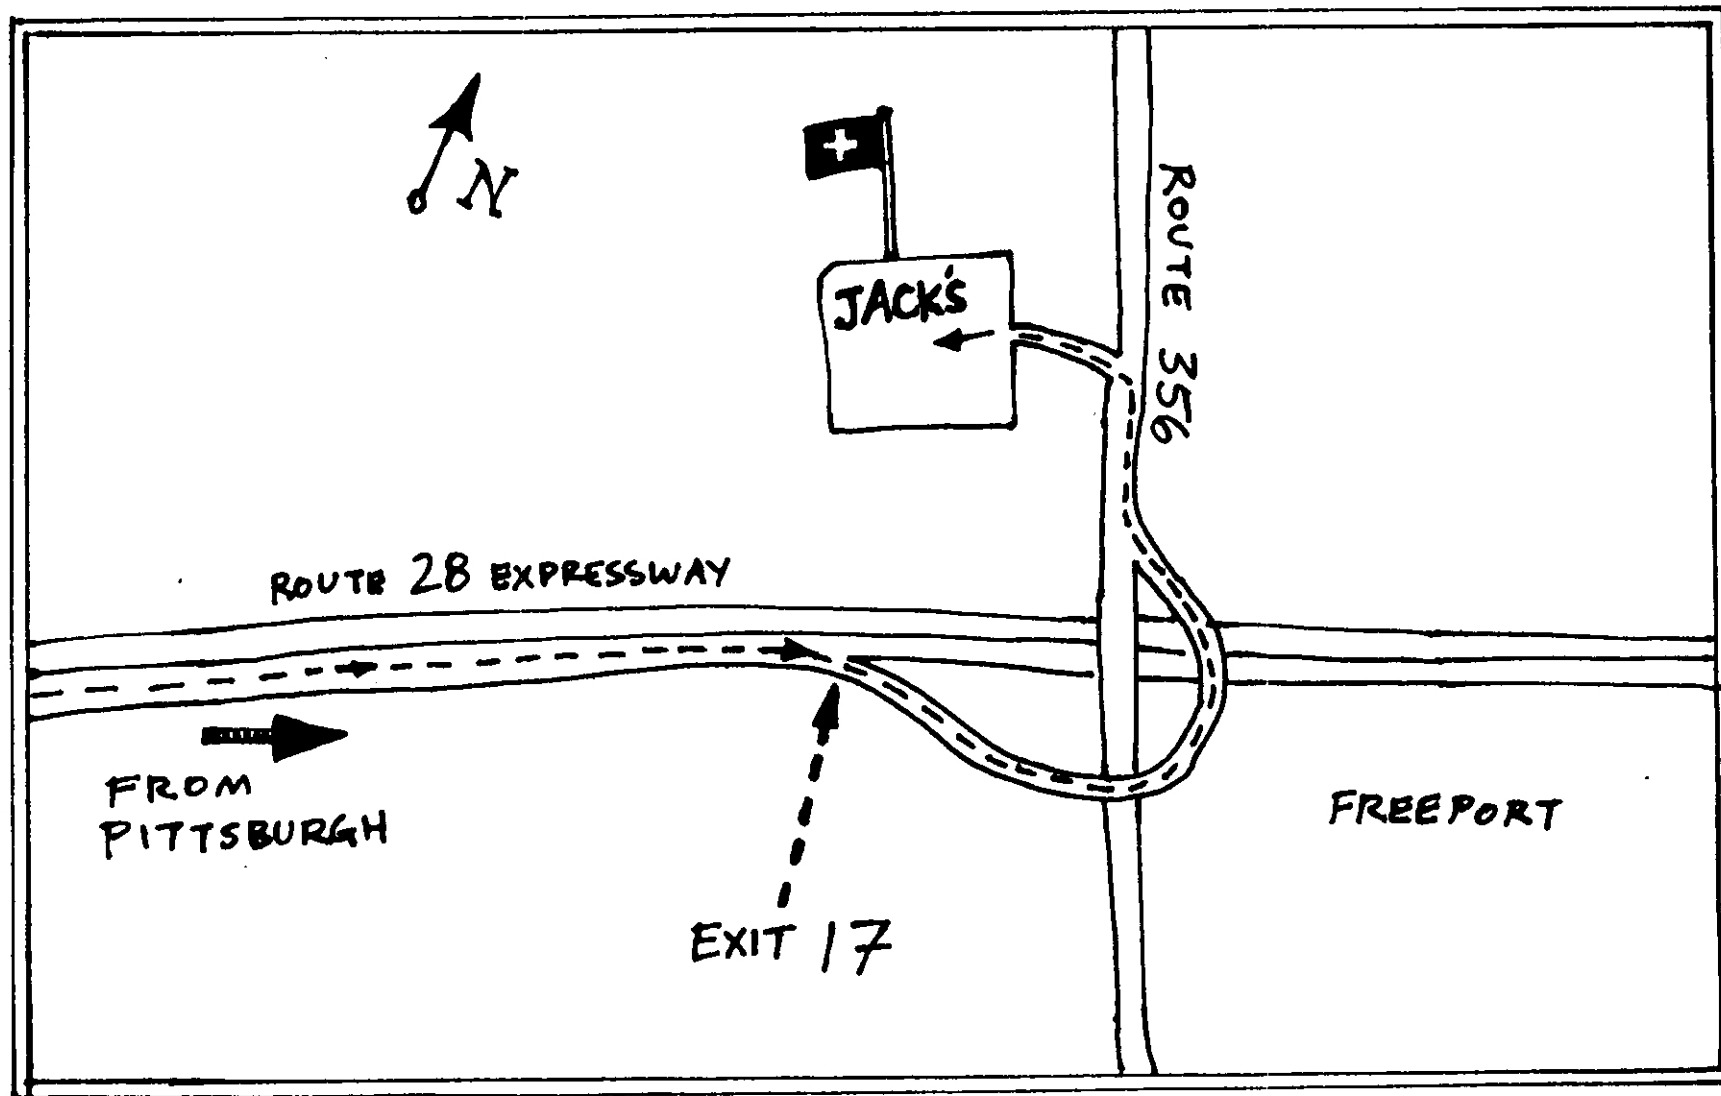 N
JACK'S
ROUTE 356
ROUTE 28 EXPRESSWAY
FROM
PITTSBURGH
FREEPORT
EXIT 17